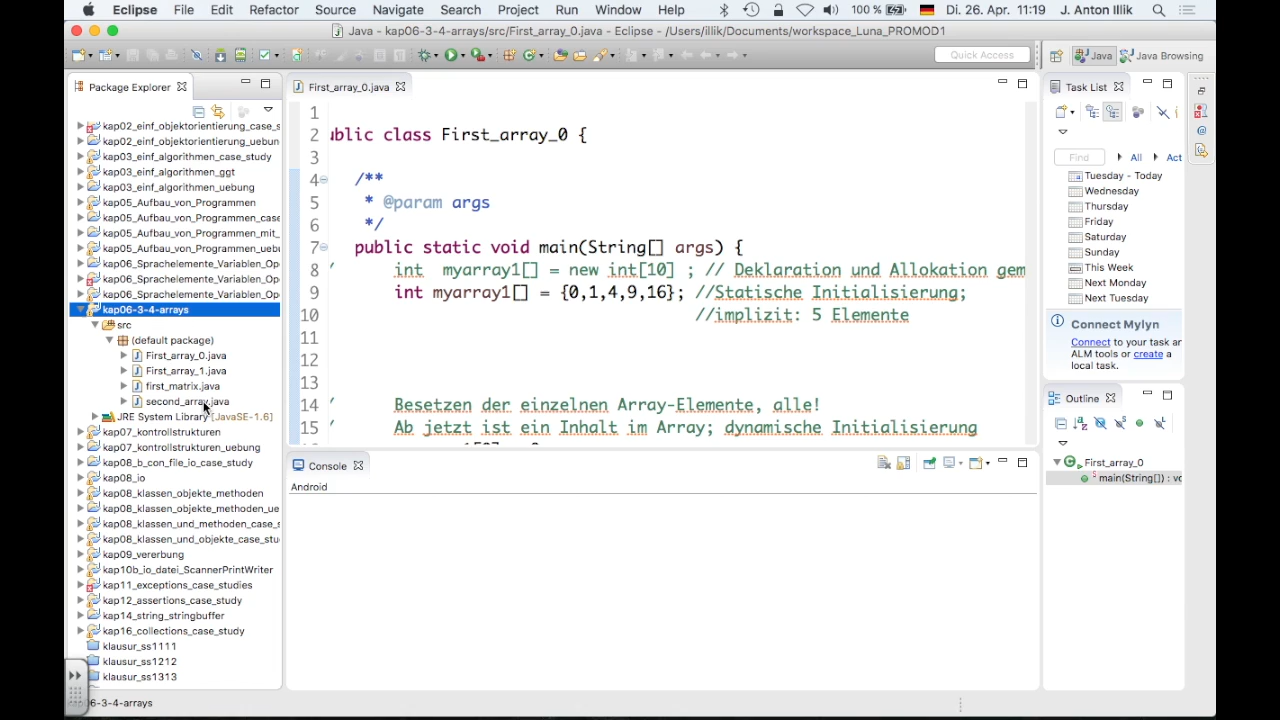 Eclipse File Edit Refactor Source Navigate Search Project Run Window Help 100 % Di. 26. Apr. 11:19 J. Anton Illik
Java - kap06-3-4-arrays/src/First_array_0.java - Eclipse - /Users/illik/Documents/workspace_Luna_PROMOD1
Quick Access Java Java Browsing
Package Explorer
kap02_einf_objektorientierung_case_s
kap02_einf_objektorientierung_uebun
kap03_einf_algorithmen_case_study
kap03_einf_algorithmen_ggt
kap03_einf_algorithmen_uebung
kap05_Aufbau_von_Programmen
kap05_Aufbau_von_Programmen_case
kap05_Aufbau_von_Programmen_mit_
kap05_Aufbau_von_Programmen_uebu
kap06_Sprachelemente_Variablen_Ope
kap06_Sprachelemente_Variablen_Ope
kap06_Sprachelemente_Variablen_Ope
kap06-3-4-arrays
src
(default package)
First_array_0.java
First_array_1.java
first_matrix.java
second_array.java
JRE System Library [JavaSE-1.6]
kap07_kontrollstrukturen
kap07_kontrollstrukturen_uebung
kap08_b_con_file_io_case_study
kap08_io
kap08_klassen_objekte_methoden
kap08_klassen_objekte_methoden_ue
kap08_klassen_und_methoden_case_s
kap08_klassen_und_objekte_case_stu
kap09_vererbung
kap10b_io_datei_ScannerPrintWriter
kap11_exceptions_case_studies
kap12_assertions_case_study
kap14_string_stringbuffer
kap16_collections_case_study
klausur_ss1111
klausur_ss1212
klausur_ss1313
6-3-4-arrays
First_array_0.java
1
2 ublic class First_array_0 {
3
4 /**
5 * @param args
6 */
7 public static void main(String[] args) {
8 / int myarray1[] = new int[10] ; // Deklaration und Allokation gem
9 int myarray1[] = {0,1,4,9,16}; //Statische Initialisierung;
10 //implizit: 5 Elemente
11
12
13
14 / Besetzen der einzelnen Array-Elemente, alle!
15 / Ab jetzt ist ein Inhalt im Array; dynamische Initialisierung
Console
Android
Task List
Find All Act
Tuesday - Today
Wednesday
Thursday
Friday
Saturday
Sunday
This Week
Next Monday
Next Tuesday
Connect Mylyn
Connect to your task an
ALM tools or create a
local task.
Outline
First_array_0
main(String[]) : vo